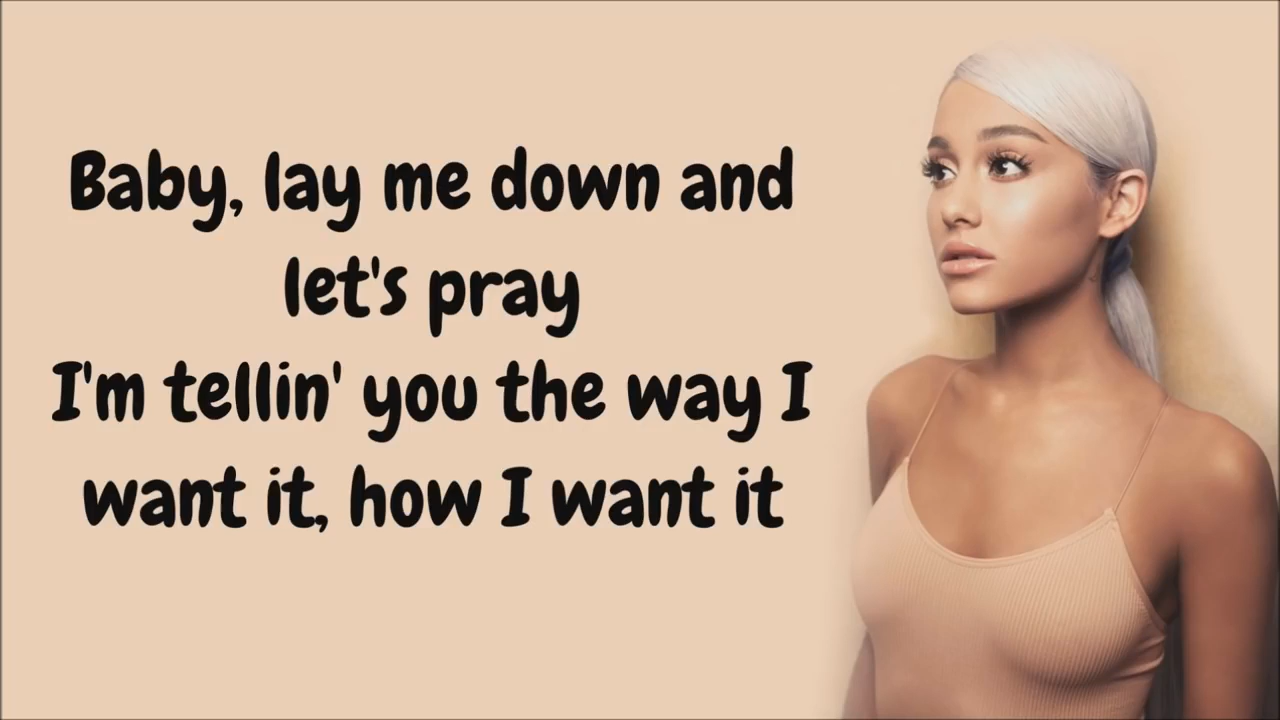 Baby, lay me down and
let's pray
I'm tellin' you the way I
want it, how I want it